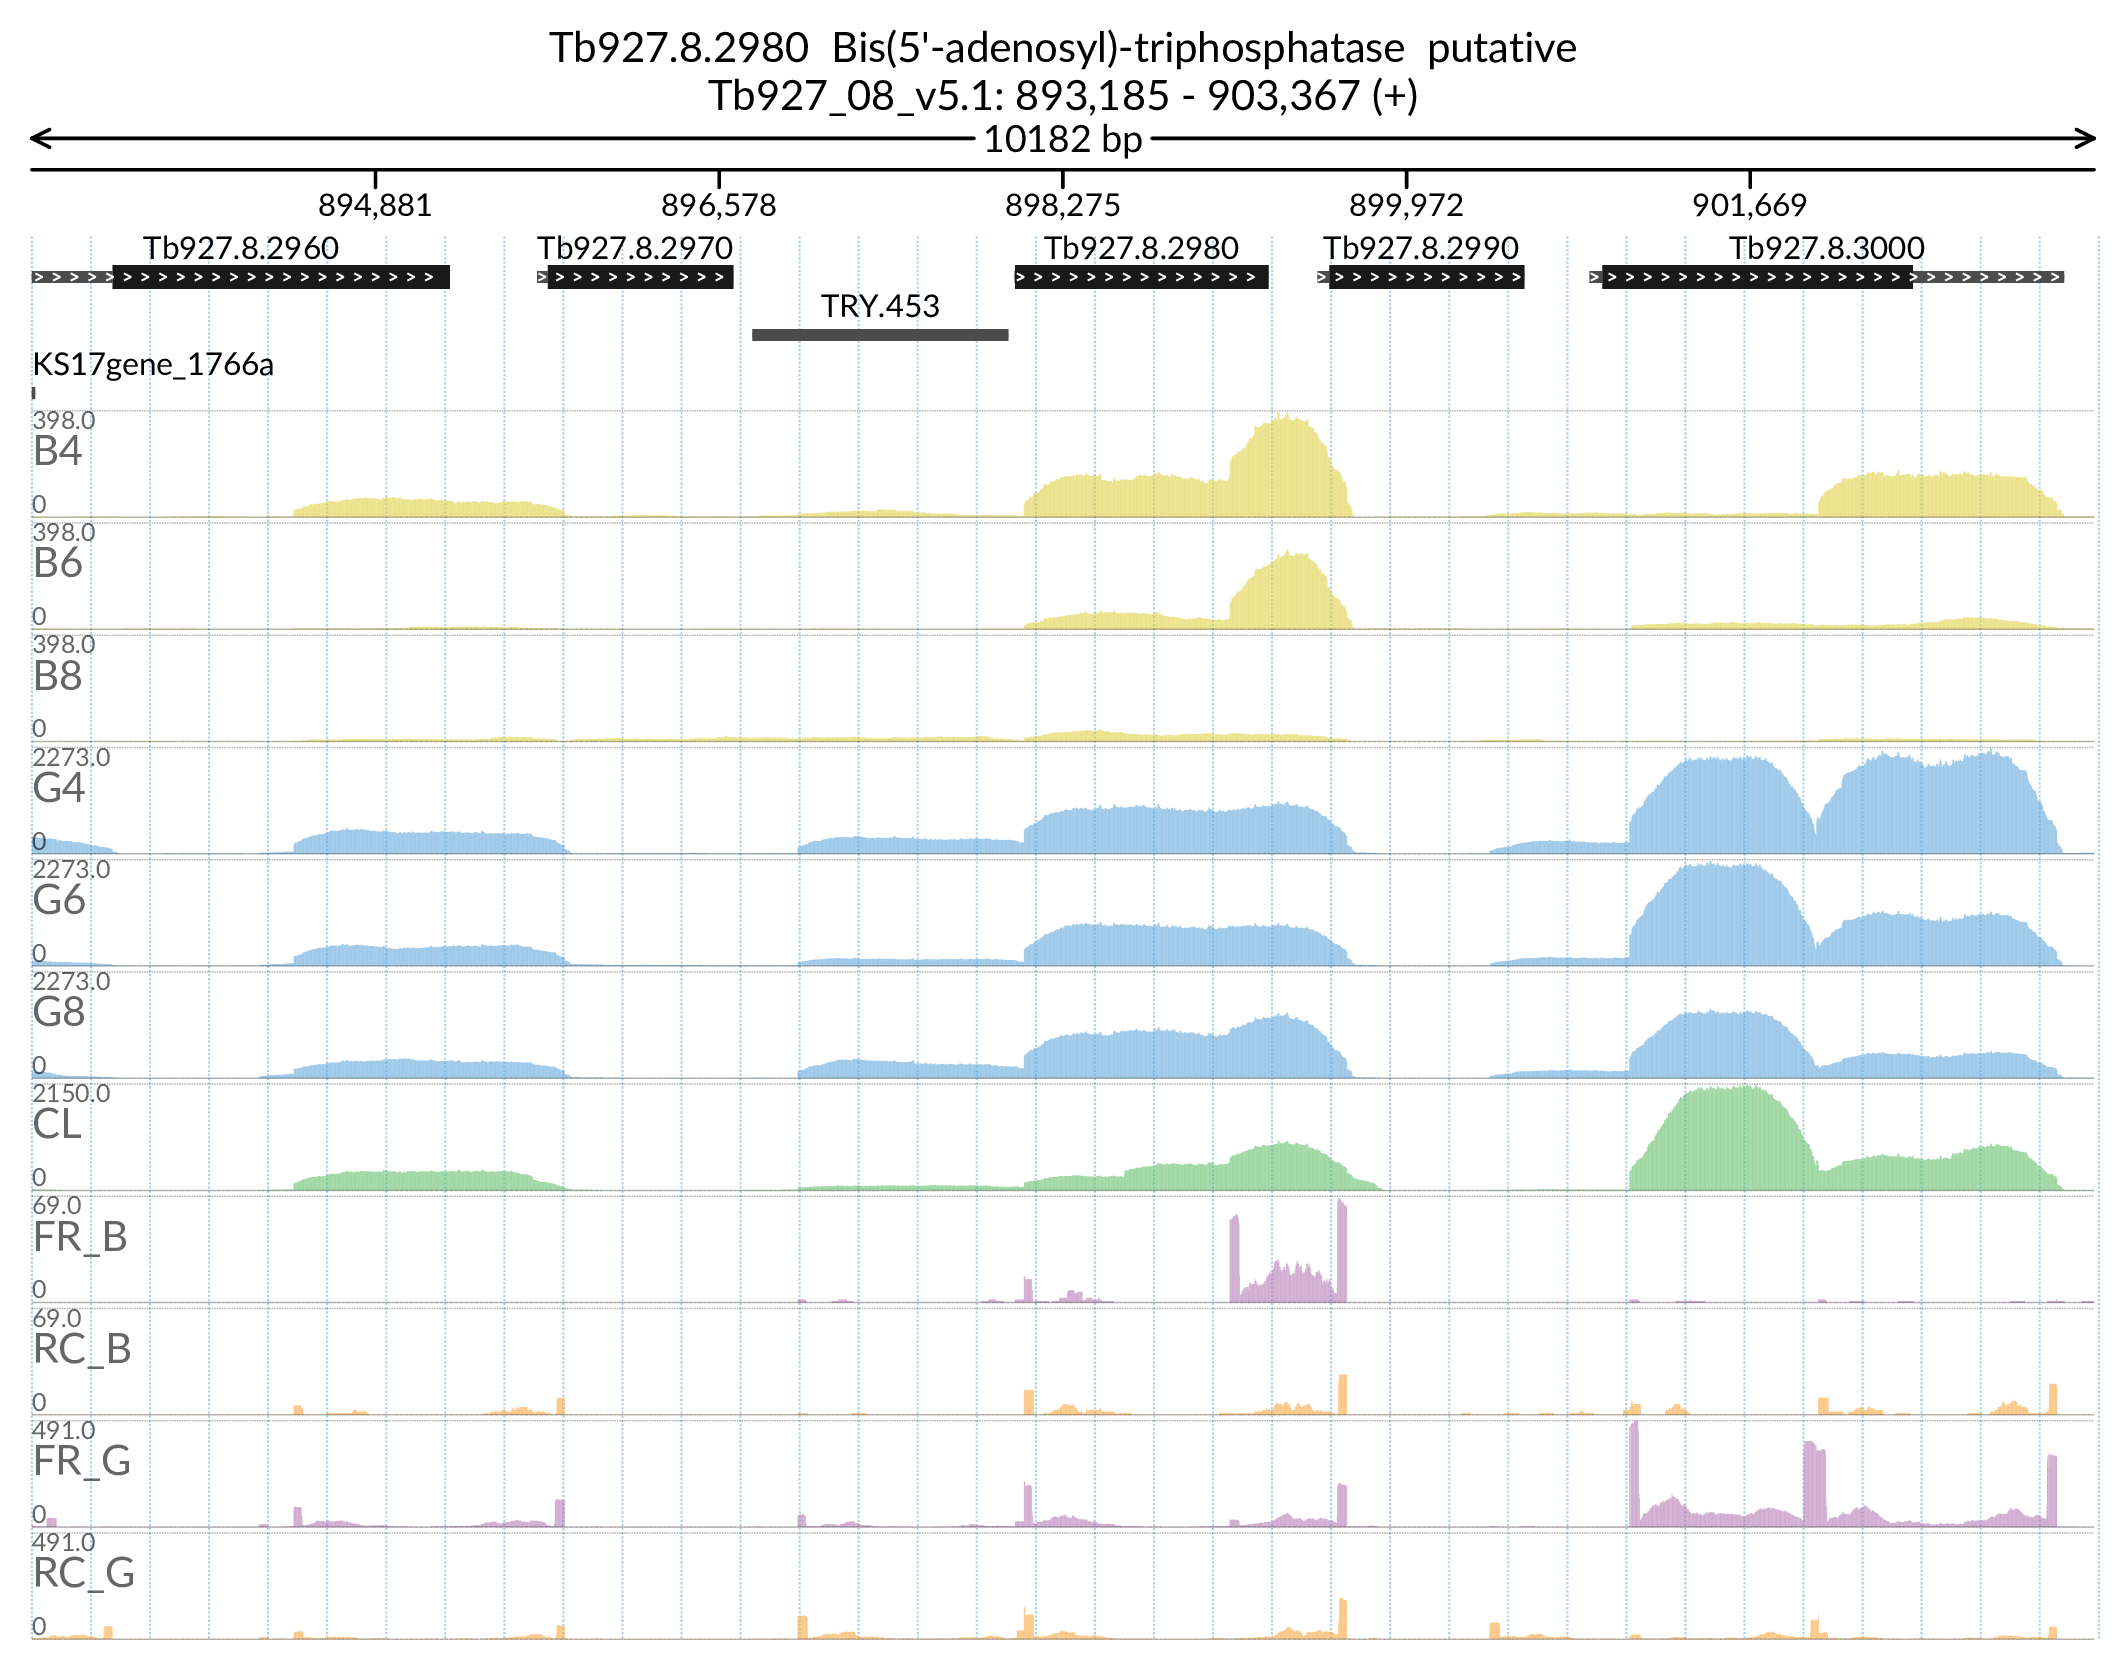 Tb927.8.2980 Bis(5'-adenosyl)-triphosphatase putative
Tb927_08_v5.1: 893,185 - 903,367 (+)
10182 bp
894,881 896,578 898,275 899,972 901,669
Tb927.8.2960 Tb927.8.2970 Tb927.8.2980 Tb927.8.2990 Tb927.8.3000
TRY.453
KS17gene_1766a
398.0
B4
0
398.0
B6
0
398.0
B8
0
2273.0
G4
0
2273.0
G6
0
2273.0
G8
0
2150.0
CL
0
69.0
FR_B
0
69.0
RC_B
0
491.0
FR_G
0
491.0
RC_G
0